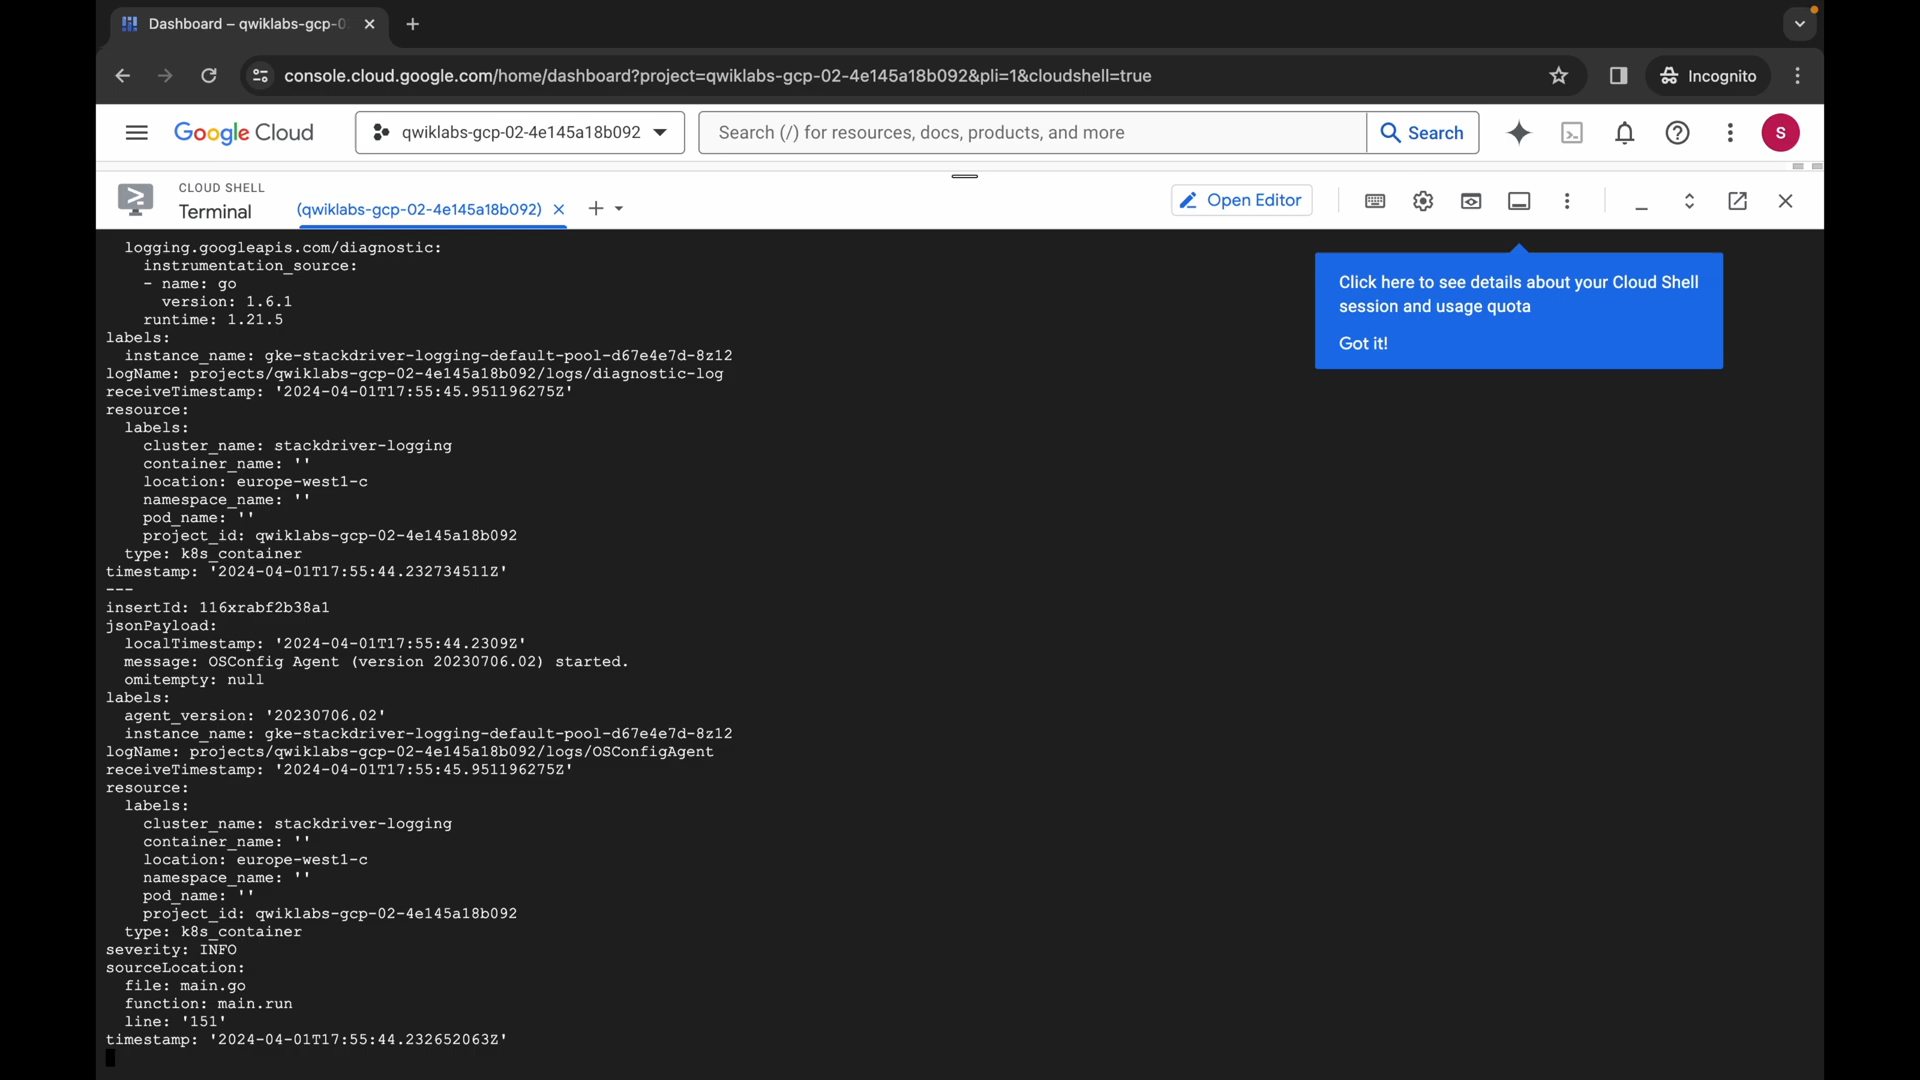 Dashboard – qwiklabs-gcp-0
console.cloud.google.com/home/dashboard?project=qwiklabs-gcp-02-4e145a18b092&pli=1&cloudshell=true
Incognito
Google Cloud
qwiklabs-gcp-02-4e145a18b092
Search (/) for resources, docs, products, and more
Search
S
CLOUD SHELL
Terminal
(qwiklabs-gcp-02-4e145a18b092)
Open Editor
Click here to see details about your Cloud Shell
session and usage quota
Got it!
logging.googleapis.com/diagnostic:
instrumentation_source:
- name: go
version: 1.6.1
runtime: 1.21.5
labels:
instance_name: gke-stackdriver-logging-default-pool-d67e4e7d-8z12
logName: projects/qwiklabs-gcp-02-4e145a18b092/logs/diagnostic-log
receiveTimestamp: '2024-04-01T17:55:45.951196275Z'
resource:
labels:
cluster_name: stackdriver-logging
container_name: ''
location: europe-west1-c
namespace_name: ''
pod_name: ''
project_id: qwiklabs-gcp-02-4e145a18b092
type: k8s_container
timestamp: '2024-04-01T17:55:44.232734511Z'
---
insertId: 116xrabf2b38a1
jsonPayload:
localTimestamp: '2024-04-01T17:55:44.2309Z'
message: OSConfig Agent (version 20230706.02) started.
omitempty: null
labels:
agent_version: '20230706.02'
instance_name: gke-stackdriver-logging-default-pool-d67e4e7d-8z12
logName: projects/qwiklabs-gcp-02-4e145a18b092/logs/OSConfigAgent
receiveTimestamp: '2024-04-01T17:55:45.951196275Z'
resource:
labels:
cluster_name: stackdriver-logging
container_name: ''
location: europe-west1-c
namespace_name: ''
pod_name: ''
project_id: qwiklabs-gcp-02-4e145a18b092
type: k8s_container
severity: INFO
sourceLocation:
file: main.go
function: main.run
line: '151'
timestamp: '2024-04-01T17:55:44.232652063Z'